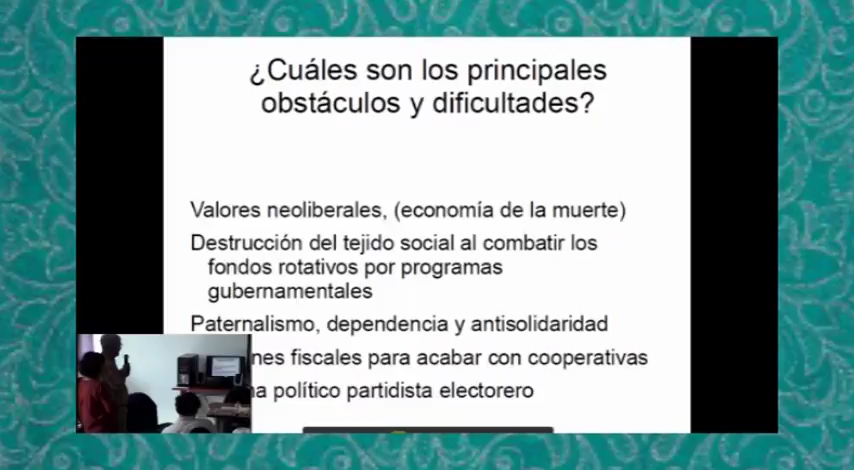 ¿Cuáles son los principales
obstáculos y dificultades?
Valores neoliberales, (economía de la muerte)
Destrucción del tejido social al combatir los
fondos rotativos por programas
gubernamentales
Paternalismo, dependencia y antisolidaridad
fiscales para acabar con cooperativas
político partidista electorero